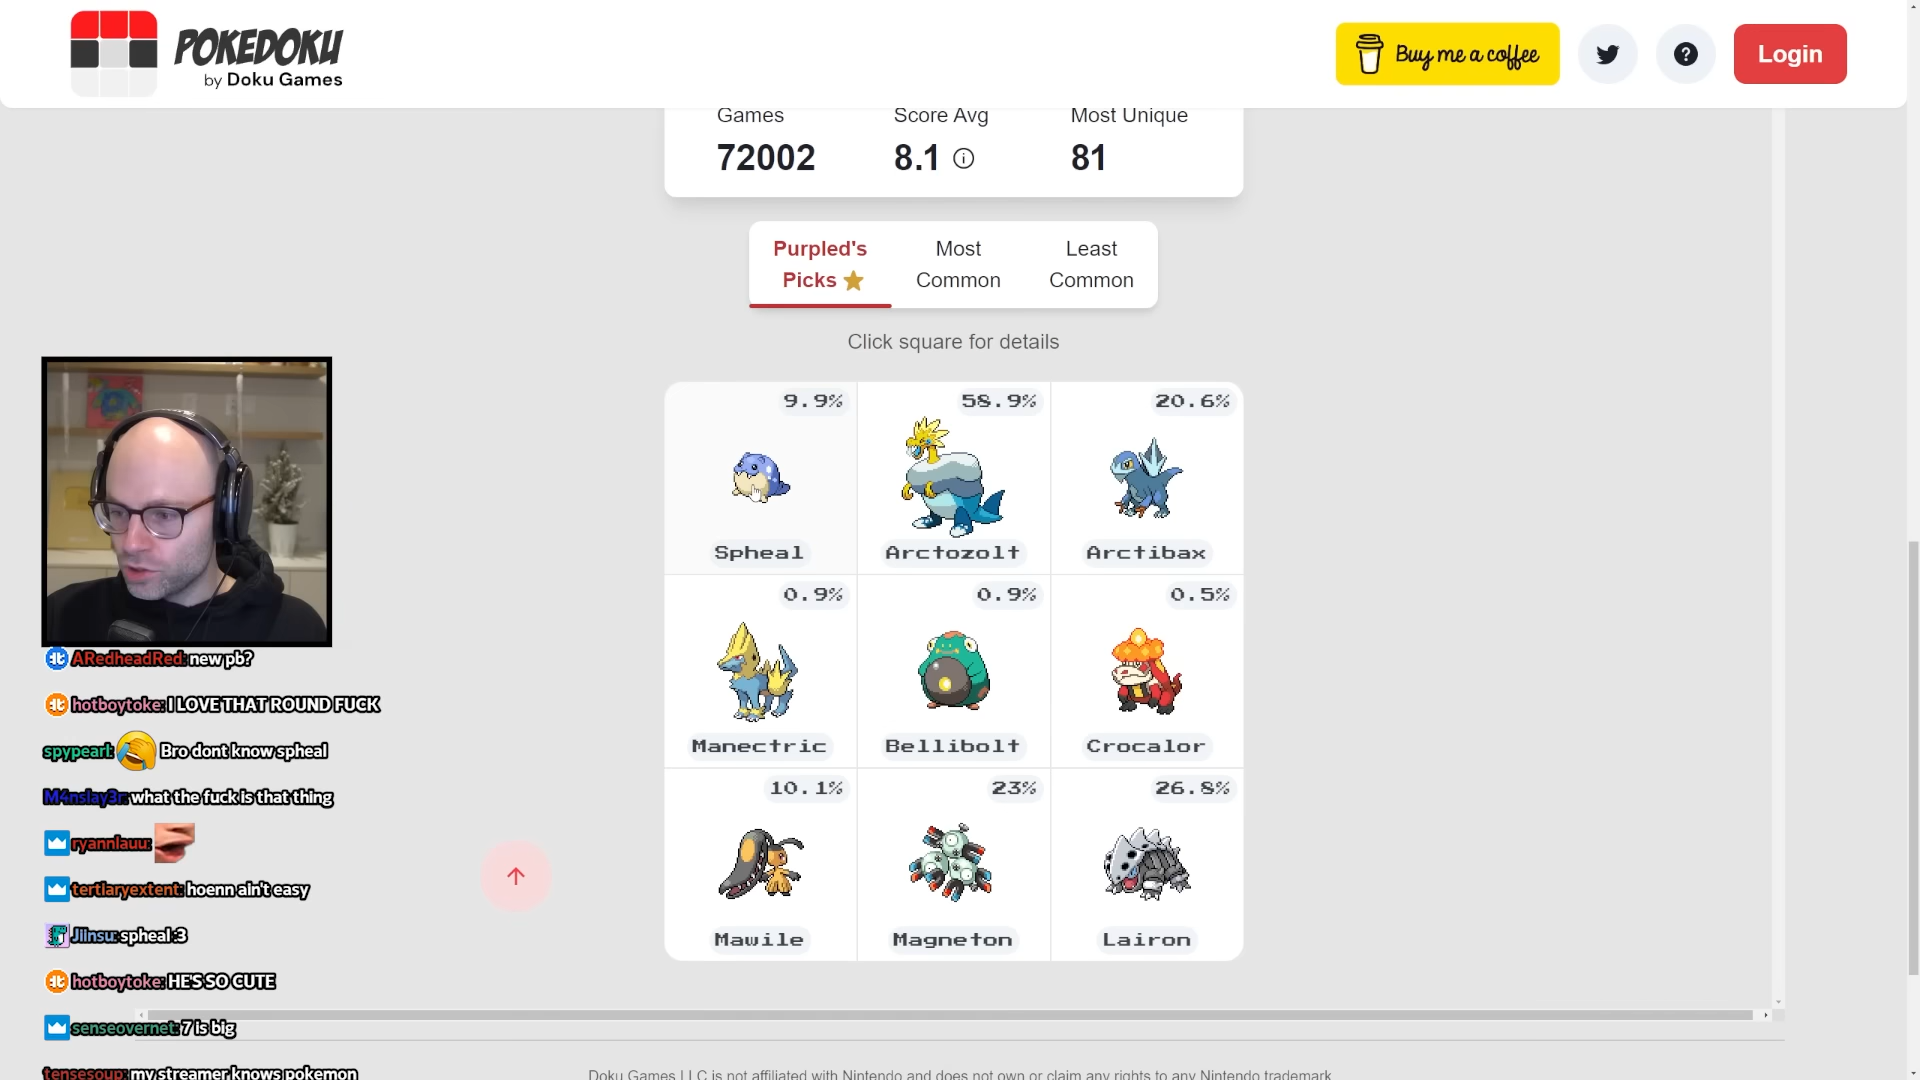 POKEDOKU
by Doku Games
Buy me a coffee
Login
Games
Score Avg
Most Unique
72002
8.1
81
Purpled's
Picks
Most
Common
Least
Common
Click square for details
9.9%
58.9%
20.6%
Spheal
Arctozolt
Arctibax
0.9%
0.9%
0.5%
Manectric
Bellibolt
Crocalor
10.1%
23%
26.8%
Mawile
Magneton
Lairon
ARedheadRed: new pb?
hotboytoke: I LOVE THAT ROUND FUCK
spypearl: Bro dont know spheal
M4nslay3r: what the fuck is that thing
ryannlauu:
tertiaryextent: hoenn ain't easy
Jiinsu: spheal :3
hotboytoke: HE'S SO CUTE
senseovernet: 7 is big
tensesoup: my streamer knows pokemon
Doku Games LLC is not affiliated with Nintendo and does not own or claim any rights to any Nintendo trademark